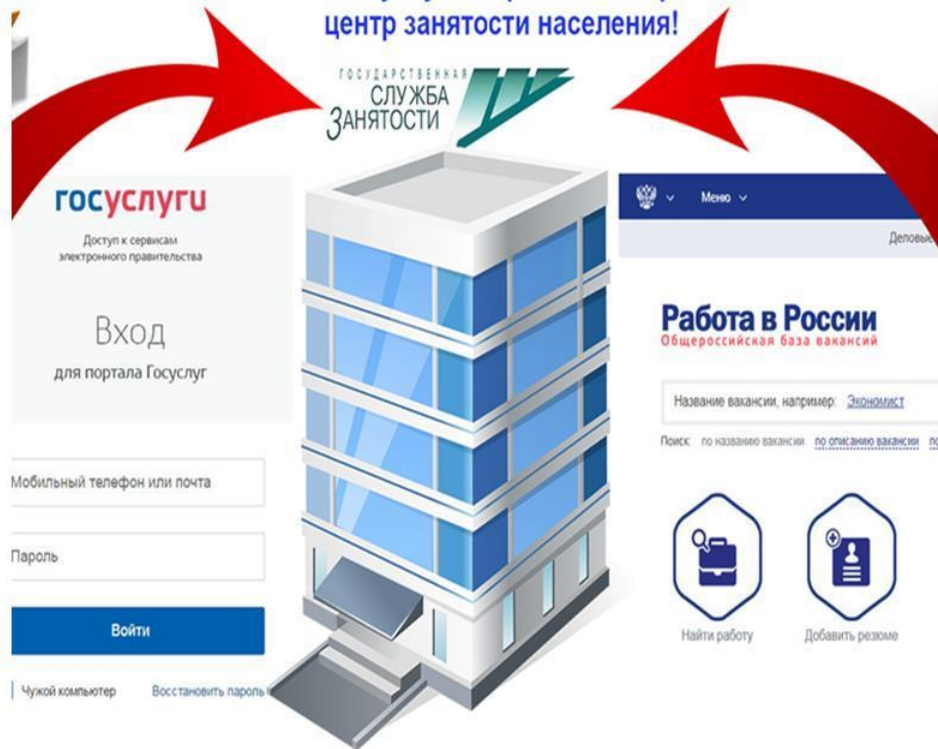 центр занятости населения!
ГОСУДАРСТВЕННАЯ
СЛУЖБА
ЗАНЯТОСТИ
госуслуги
Доступ к сервисам
электронного правительства
Вход
для портала Госуслуг
Мобильный телефон или почта
Пароль
Войти
Чужой компьютер Восстановить пароль
Меню
Деловые
Работа в России
Общероссийская база вакансий
Название вакансии, например: Экономист
Поиск: по названию вакансии по описанию вакансии по
Найти работу Добавить резюме